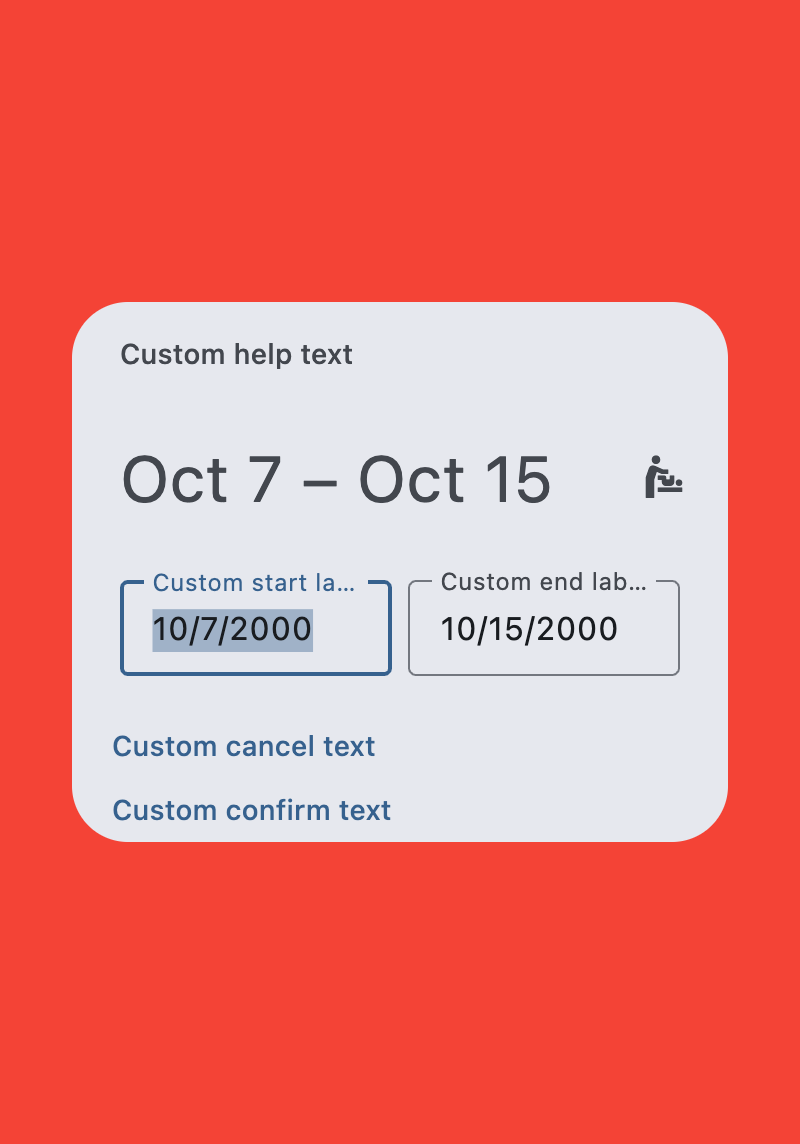 Custom help text
Oct 7 – Oct 15
Custom start la...
Custom end lab...
10/7/2000
10/15/2000
Custom cancel text
Custom confirm text